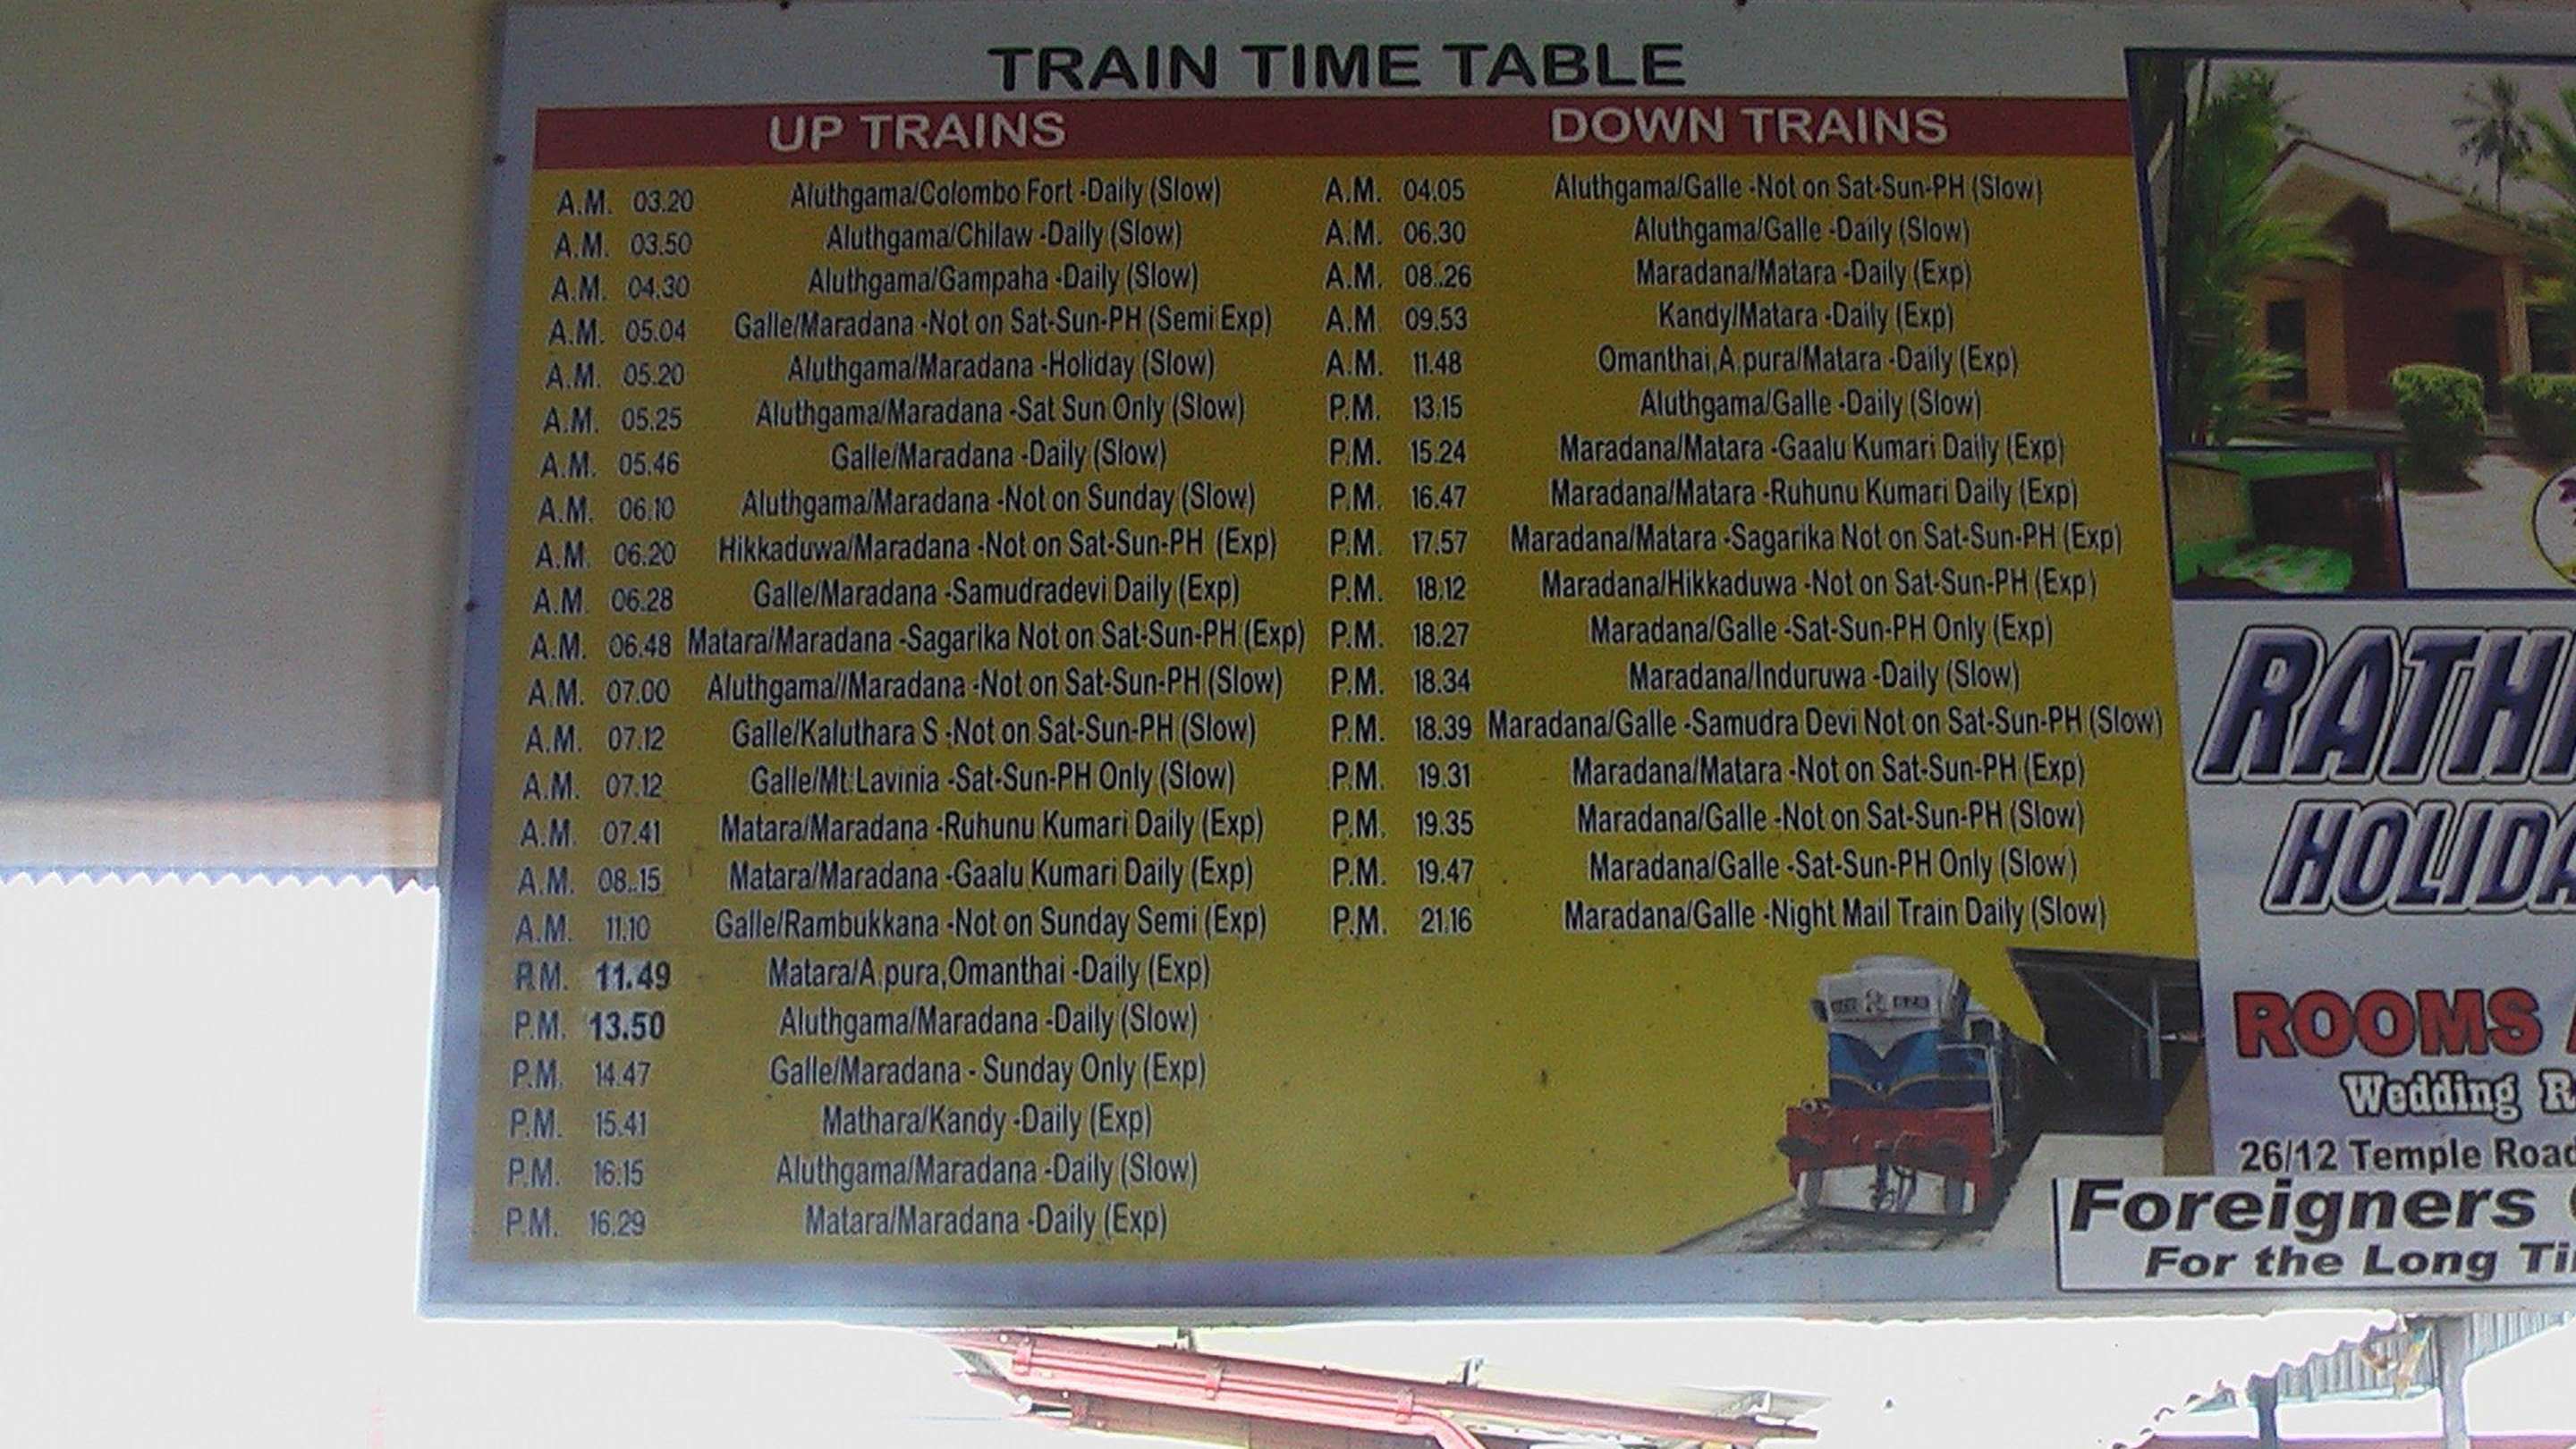 TRAIN TIME TABLE
UP TRAINS
A.M. 03.20 Aluthgama/Colombo Fort -Daily (Slow)
A.M. 03.50 Aluthgama/Chilaw -Daily (Slow)
A.M. 04.30 Aluthgama/Gampaha -Daily (Slow)
A.M. 05.04 Galle/Maradana -Not on Sat-Sun-PH (Semi Exp)
A.M. 05.20 Aluthgama/Maradana -Holiday (Slow)
A.M. 05.25 Aluthgama/Maradana -Sat Sun Only (Slow)
A.M. 05.46 Galle/Maradana -Daily (Slow)
A.M. 06.10 Aluthgama/Maradana -Not on Sunday (Slow)
A.M. 06.20 Hikkaduwa/Maradana -Not on Sat-Sun-PH (Exp)
A.M. 06.28 Galle/Maradana -Samudradevi Daily (Exp)
A.M. 06.48 Matara/Maradana -Sagarika Not on Sat-Sun-PH (Exp)
A.M. 07.00 Aluthgama//Maradana -Not on Sat-Sun-PH (Slow)
A.M. 07.12 Galle/Kaluthara S -Not on Sat-Sun-PH (Slow)
A.M. 07.12 Galle/Mt.Lavinia -Sat-Sun-PH Only (Slow)
A.M. 07.41 Matara/Maradana -Ruhunu Kumari Daily (Exp)
A.M. 08..15 Matara/Maradana -Gaalu Kumari Daily (Exp)
A.M. 11.10 Galle/Rambukkana -Not on Sunday Semi (Exp)
P.M. 11.49 Matara/A.pura,Omanthai -Daily (Exp)
P.M. 13.50 Aluthgama/Maradana -Daily (Slow)
P.M. 14.47 Galle/Maradana - Sunday Only (Exp)
P.M. 15.41 Mathara/Kandy -Daily (Exp)
P.M. 16.15 Aluthgama/Maradana -Daily (Slow)
P.M. 16.29 Matara/Maradana -Daily (Exp)
DOWN TRAINS
A.M. 04.05 Aluthgama/Galle -Not on Sat-Sun-PH (Slow)
A.M. 06.30 Aluthgama/Galle -Daily (Slow)
A.M. 08..26 Maradana/Matara -Daily (Exp)
A.M 09.53 Kandy/Matara -Daily (Exp)
A.M. 11.48 Omanthai,A.pura/Matara -Daily (Exp)
P.M. 13.15 Aluthgama/Galle -Daily (Slow)
P.M. 15.24 Maradana/Matara -Gaalu Kumari Daily (Exp)
P.M. 16.47 Maradana/Matara -Ruhunu Kumari Daily (Exp)
P.M. 17.57 Maradana/Matara -Sagarika Not on Sat-Sun-PH (Exp)
P.M. 18.12 Maradana/Hikkaduwa -Not on Sat-Sun-PH (Exp)
P.M. 18.27 Maradana/Galle -Sat-Sun-PH Only (Exp)
P.M. 18.34 Maradana/Induruwa -Daily (Slow)
P.M. 18.39 Maradana/Galle -Samudra Devi Not on Sat-Sun-PH (Slow)
P.M. 19.31 Maradana/Matara -Not on Sat-Sun-PH (Exp)
P.M. 19.35 Maradana/Galle -Not on Sat-Sun-PH (Slow)
P.M. 19.47 Maradana/Galle -Sat-Sun-PH Only (Slow)
P.M. 21.16 Maradana/Galle -Night Mail Train Daily (Slow)
RATH
HOLIDA
ROOMS
Wedding R
26/12 Temple Road
Foreigners
For the Long Ti